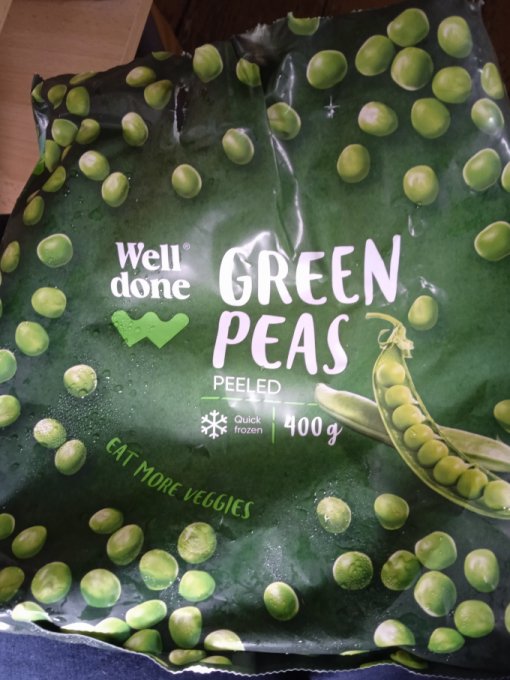 Well®
done
GREEN
PEAS
PEELED
Quick
frozen
400g
EAT MORE VEGGIES